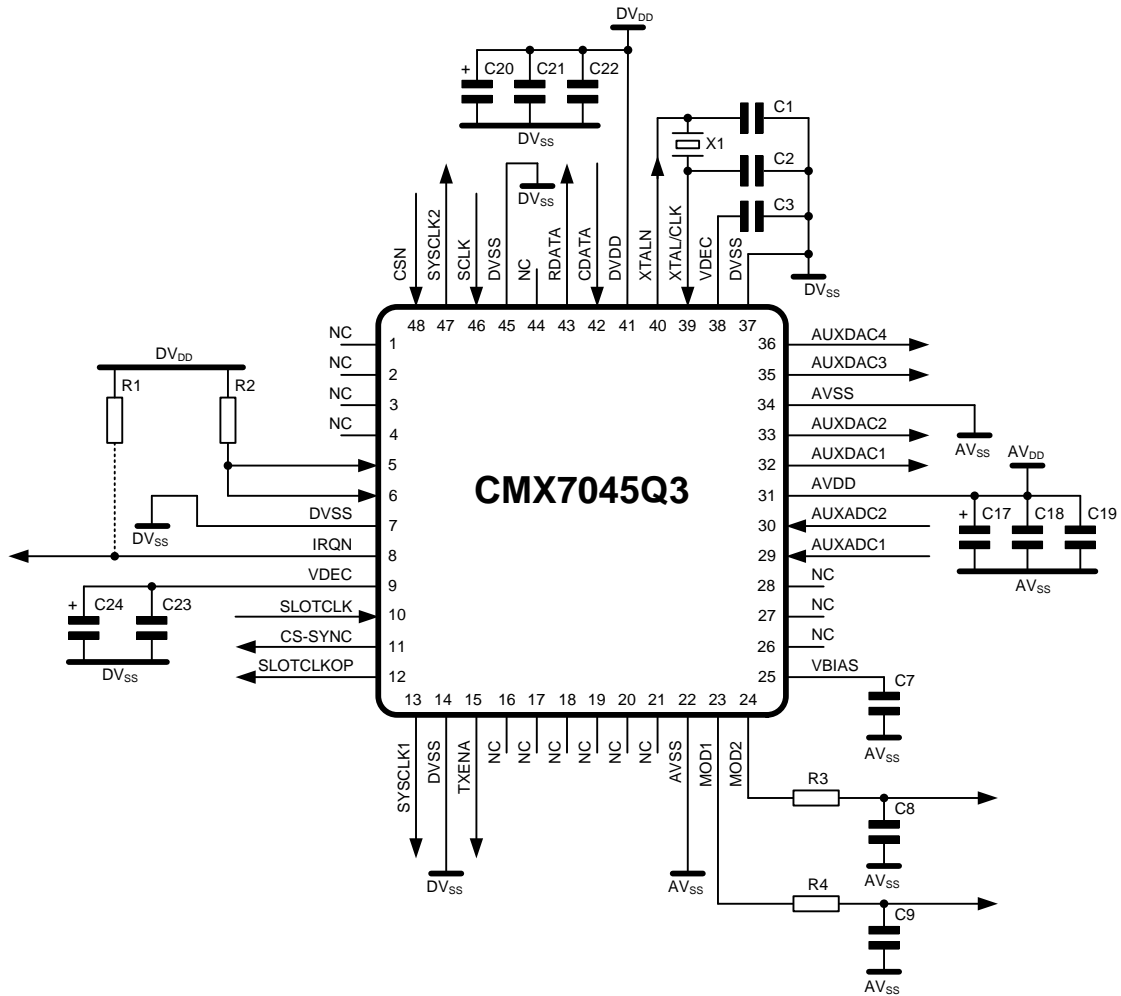 DVDD
+ C20 C21 C22
DVSS
C1
X1
C2
C3
DVSS
DVSS
CSN
SYSCLK2
SCLK
DVSS
NC
RDATA
CDATA
DVDD
XTALN
XTAL/CLK
VDEC
DVSS
48 47 46 45 44 43 42 41 40 39 38 37
NC 1
NC 2
NC 3
NC 4
DVDD
R1 R2
5
6
DVSS 7
DVSS
IRQN 8
VDEC 9
+ C24 C23
DVSS
SLOTCLK 10
CS-SYNC 11
SLOTCLKOP 12
CMX7045Q3
36 AUXDAC4
35 AUXDAC3
34 AVSS
AVSS
33 AUXDAC2
32 AUXDAC1
AVDD
31 AVDD
30 AUXADC2
29 AUXADC1
+ C17 C18 C19
AVSS
28 NC
27 NC
26 NC
25 VBIAS
C7
AVSS
13 14 15 16 17 18 19 20 21 22 23 24
SYSCLK1
DVSS
TXENA
NC
NC
NC
NC
NC
NC
AVSS
MOD1
MOD2
DVSS
AVSS
R3
C8
AVSS
R4
C9
AVSS